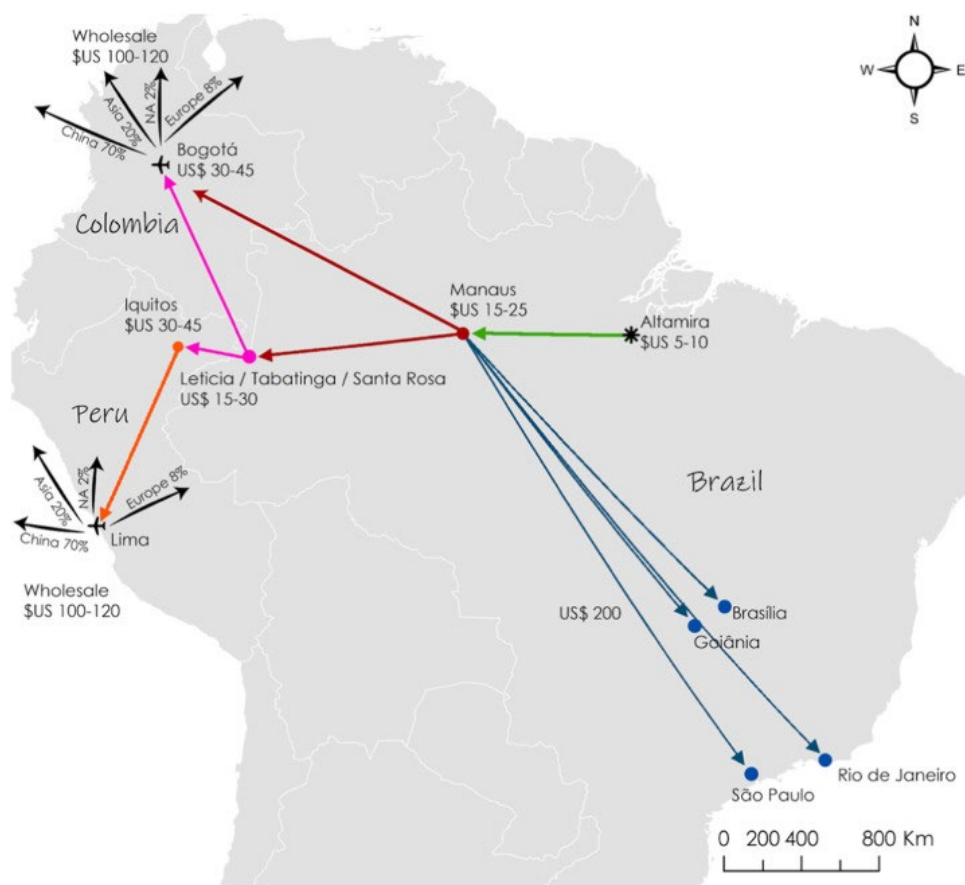 Wholesale
$US 100-120
N
W
E
S
China 70%
Asia 20%
NA 2%
Europe 8%
Bogotá
US$ 30-45
Colombia
Iquitos
$US 30-45
Manaus
$US 15-25
Altamira
$US 5-10
Leticia / Tabatinga / Santa Rosa
US$ 15-30
Peru
China 70%
Asia 20%
NA 2%
Europe 8%
Lima
Wholesale
$US 100-120
Brazil
US$ 200
Brasília
Goiânia
Rio de Janeiro
São Paulo
0 200 400 800 Km